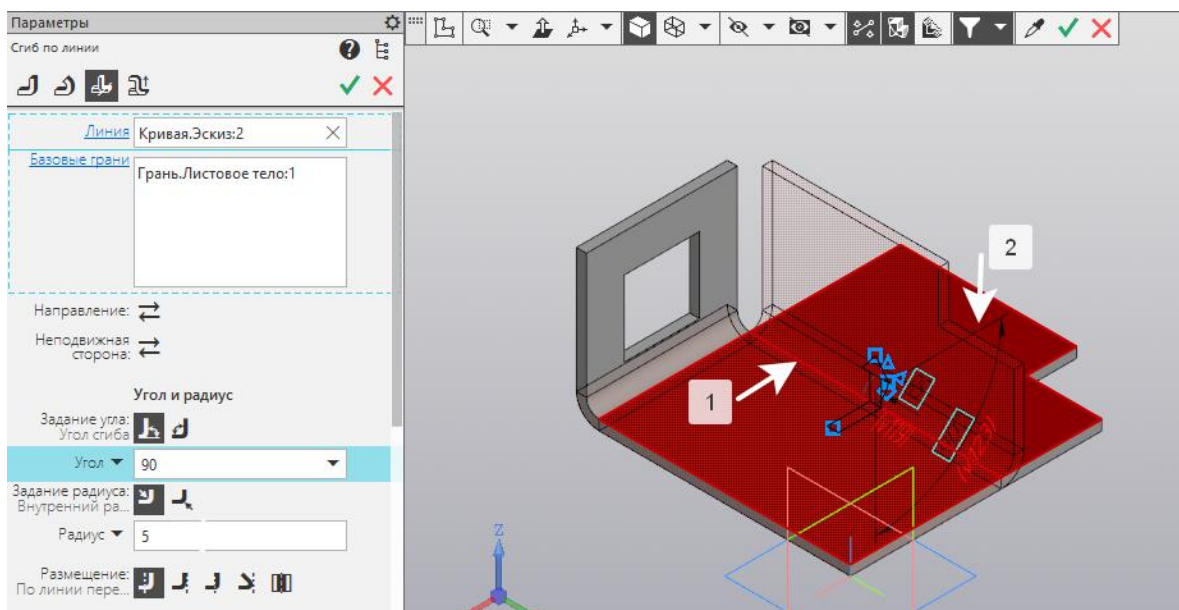 Параметры
Сгиб по линии
Линия
Кривая.Эскиз:2
Базовые грани
Грань.Листовое тело:1
Направление:
Неподвижная
сторона:
Угол и радиус
Задание угла:
Угол сгиба
Угол
90
Задание радиуса:
Внутренний ра...
Радиус
5
Размещение:
По линии пере...
1
2
Z